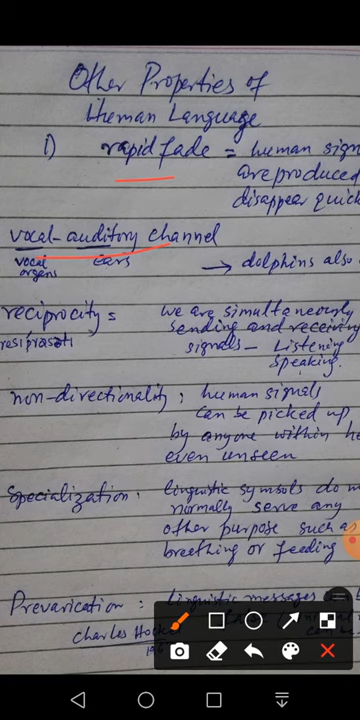 Other Properties of
Human Language
1) rapid fade = human sign
are produced
disappear quick
vocal-auditory channel
vocal organs ears → dolphins also
reciprocity = we are simultaneously
sending and receiving
signals - Listening
Speaking.
non-directionality: human signals
can be picked up
by anyone within he
even unseen
Specialization: linguistic symbols do
normally serve any
other purpose such as
breathing or feeding
Prevarication: linguistic messages
Charles